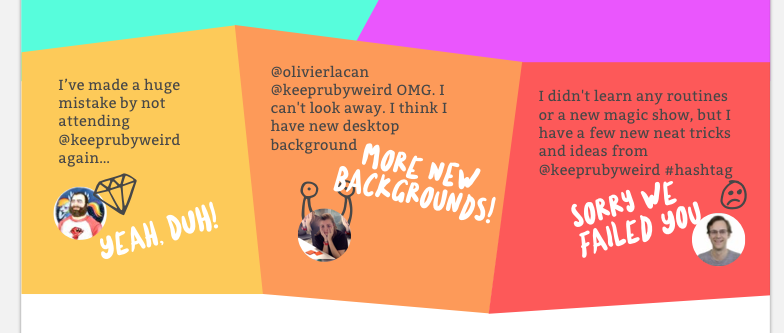 I've made a huge
mistake by not
attending
@keeprubyweird
again...
YEAH, DUH!
@olivierlacan
@keeprubyweird OMG. I
can't look away. I think I
have new desktop
background
MORE NEW
BACKGROUNDS!
I didn't learn any routines
or a new magic show, but I
have a few new neat tricks
and ideas from
@keeprubyweird #hashtag
SORRY WE
FAILED YOU